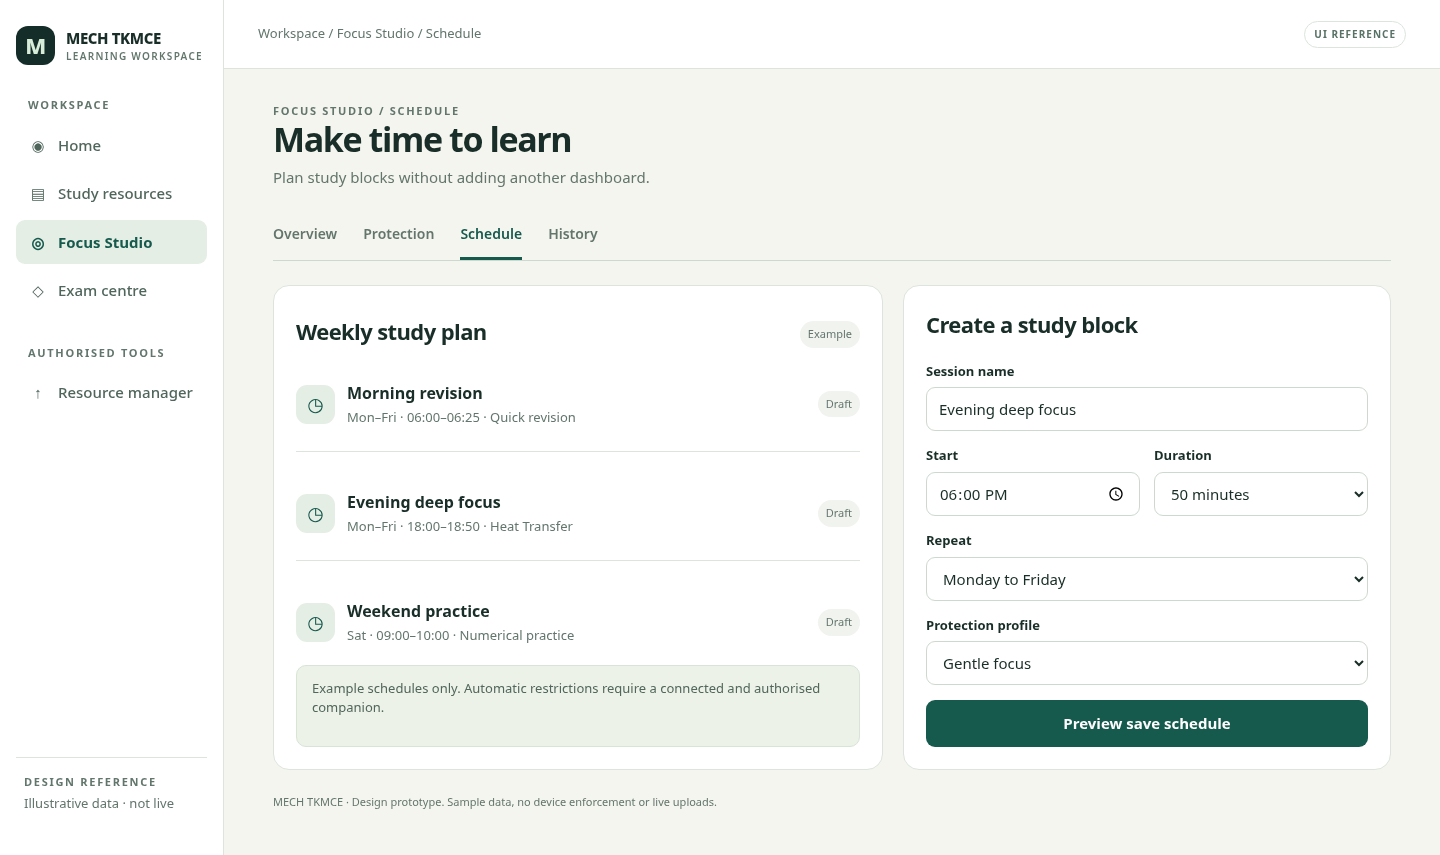 M
MECH TKMCE
LEARNING WORKSPACE
WORKSPACE
Home
Study resources
Focus Studio
Exam centre
AUTHORISED TOOLS
Resource manager
DESIGN REFERENCE
Illustrative data · not live
Workspace / Focus Studio / Schedule
UI REFERENCE
FOCUS STUDIO / SCHEDULE
Make time to learn
Plan study blocks without adding another dashboard.
Overview Protection Schedule History
Weekly study plan
Example
Morning revision
Mon–Fri · 06:00–06:25 · Quick revision
Draft
Evening deep focus
Mon–Fri · 18:00–18:50 · Heat Transfer
Draft
Weekend practice
Sat · 09:00–10:00 · Numerical practice
Draft
Example schedules only. Automatic restrictions require a connected and authorised
companion.
Create a study block
Session name
Evening deep focus
Start Duration
06:00 PM 50 minutes
Repeat
Monday to Friday
Protection profile
Gentle focus
Preview save schedule
MECH TKMCE · Design prototype. Sample data, no device enforcement or live uploads.